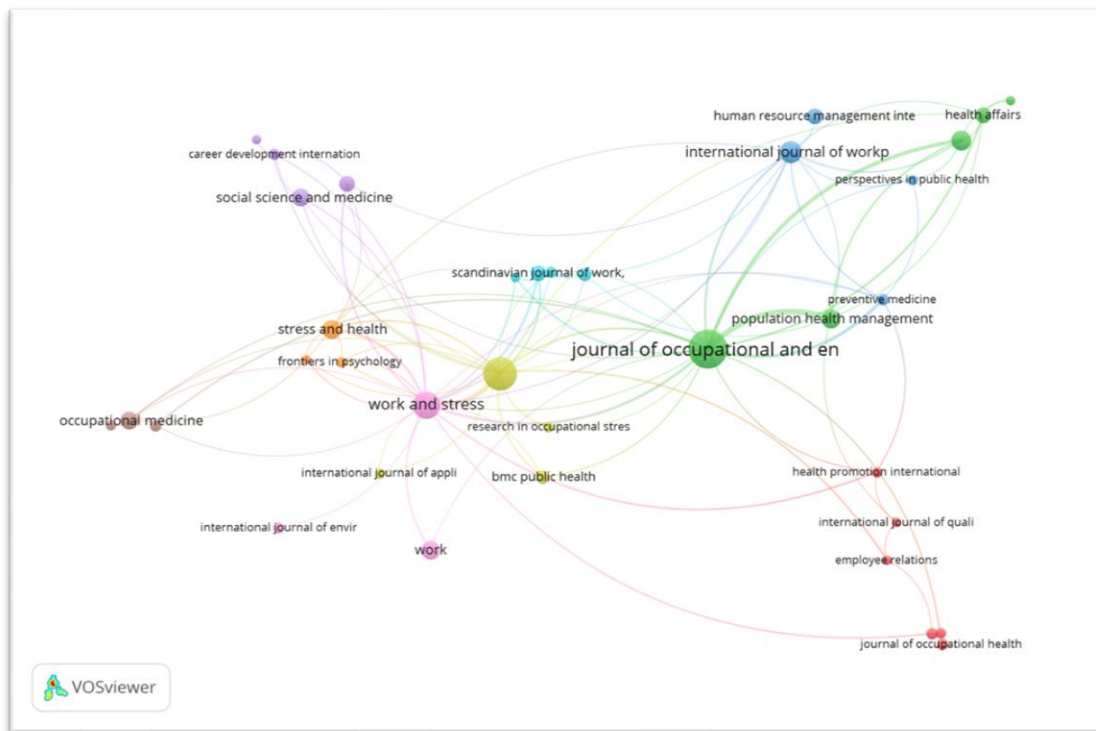 human resource management inte
health affairs
international journal of workp
career development internation
perspectives in public health
social science and medicine
scandinavian journal of work,
preventive medicine
population health management
stress and health
journal of occupational and en
frontiers in psychology
work and stress
occupational medicine
research in occupational stres
health promotion international
international journal of appli
bmc public health
international journal of quali
international journal of envir
work
employee relations
journal of occupational health
VOSviewer